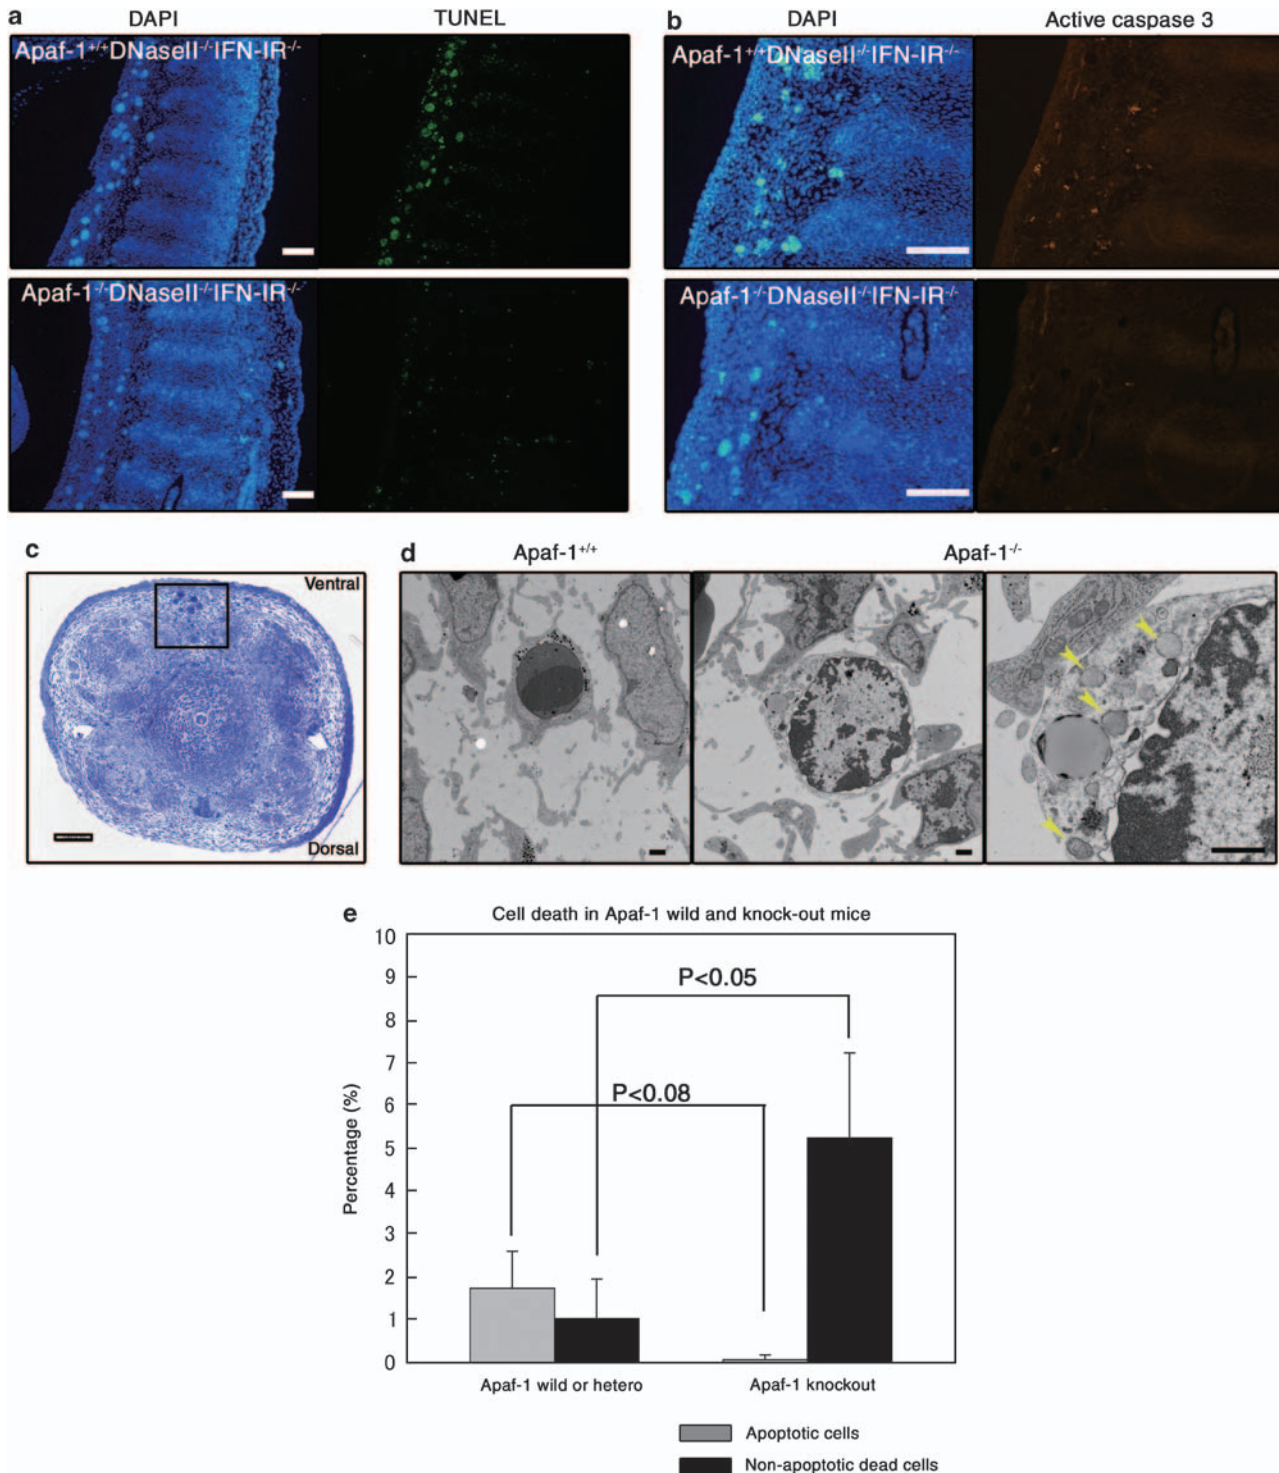 a
DAPI
TUNEL
Apaf-1+/+DNaseII-/-IFN-IR-/-
Apaf-1-/-DNaseII-/-IFN-IR-/-
b
DAPI
Active caspase 3
Apaf-1+/+DNaseII-/-IFN-IR-/-
Apaf-1-/-DNaseII-/-IFN-IR-/-
c
Ventral
Dorsal
d
Apaf-1+/+
Apaf-1-/-
e
Cell death in Apaf-1 wild and knock-out mice
10
9
8
7
6
5
4
3
2
1
0
Percentage (%)
P<0.05
P<0.08
Apaf-1 wild or hetero
Apaf-1 knockout
Apoptotic cells
Non-apoptotic dead cells